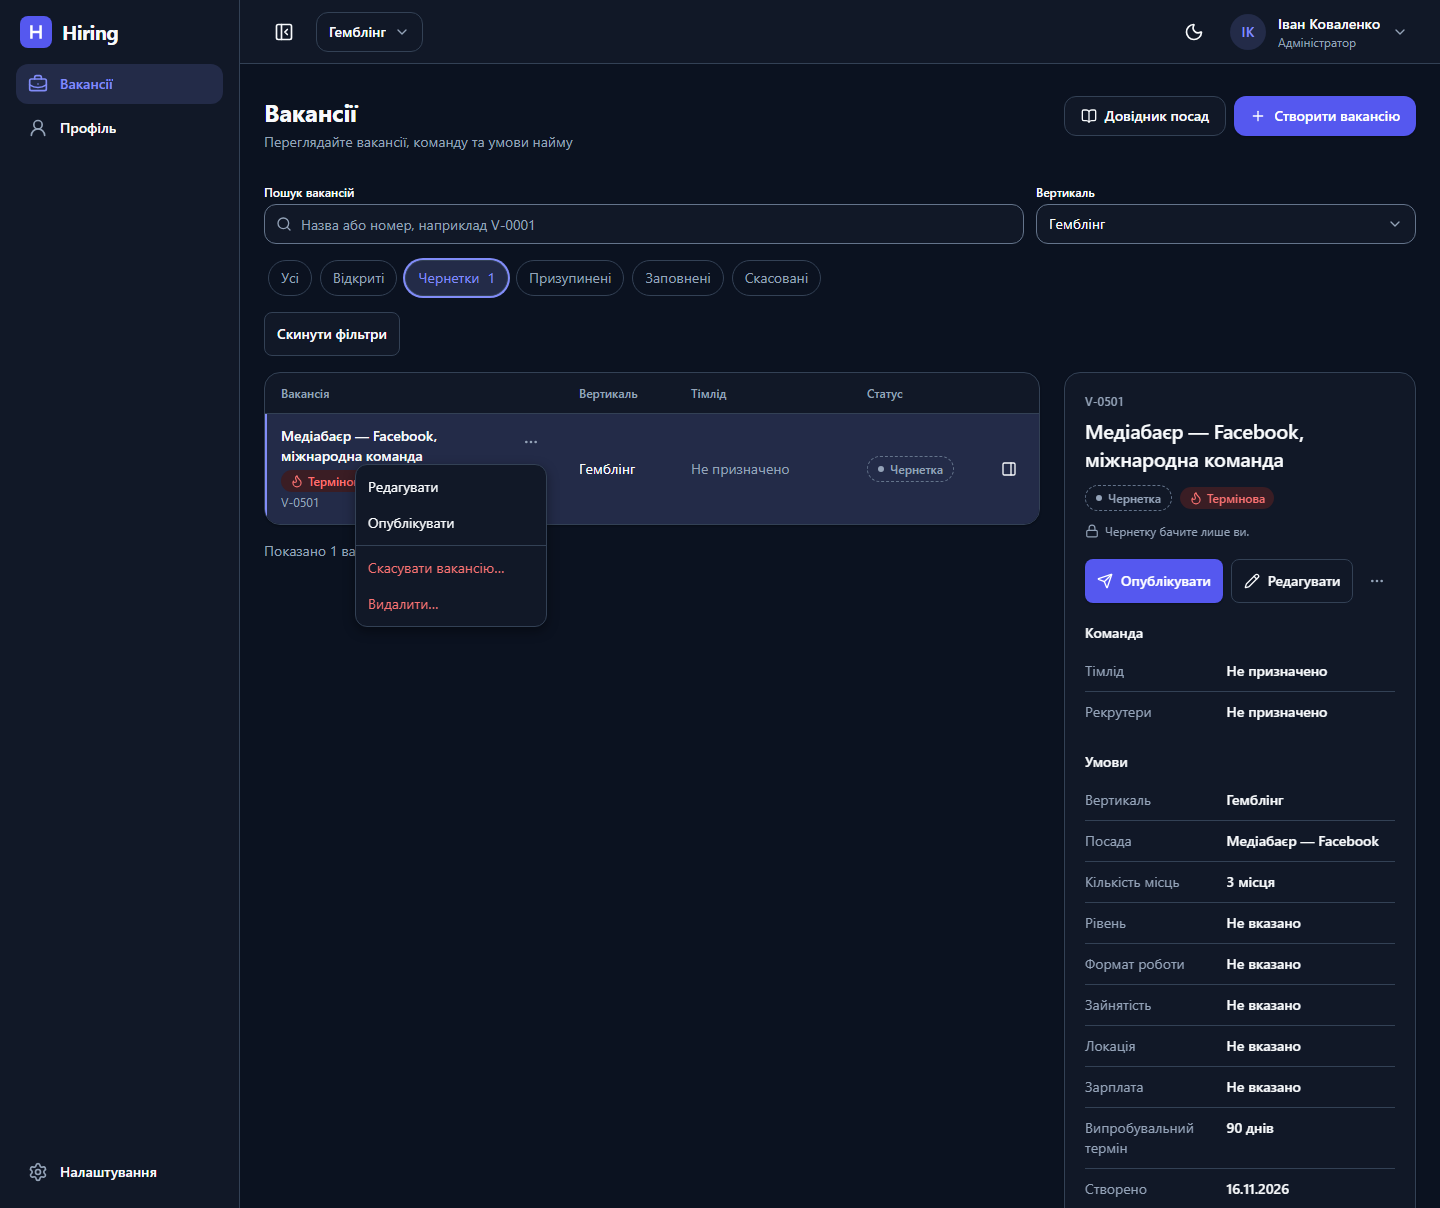 H Hiring
Гемблінг
ІК
Іван Коваленко
Адміністратор
Вакансії
Профіль
Налаштування
Вакансії
Переглядайте вакансії, команду та умови найму
Довідник посад
Створити вакансію
Пошук вакансій
Назва або номер, наприклад V-0001
Вертикаль
Гемблінг
Усі
Відкриті
Чернетки 1
Призупинені
Заповнені
Скасовані
Скинути фільтри
Вакансія Вертикаль Тімлід Статус
Медіабаєр — Facebook,
міжнародна команда
V-0501
Гемблінг
Не призначено
Чернетка
Показано 1
Редагувати
Опублікувати
Скасувати вакансію...
Видалити...
V-0501
Медіабаєр — Facebook,
міжнародна команда
Чернетка
Термінова
Чернетку бачите лише ви.
Опублікувати
Редагувати
Команда
Тімлід Не призначено
Рекрутери Не призначено
Умови
Вертикаль Гемблінг
Посада Медіабаєр — Facebook
Кількість місць 3 місця
Рівень Не вказано
Формат роботи Не вказано
Зайнятість Не вказано
Локація Не вказано
Зарплата Не вказано
Випробувальний 90 днів
термін
Створено 16.11.2026